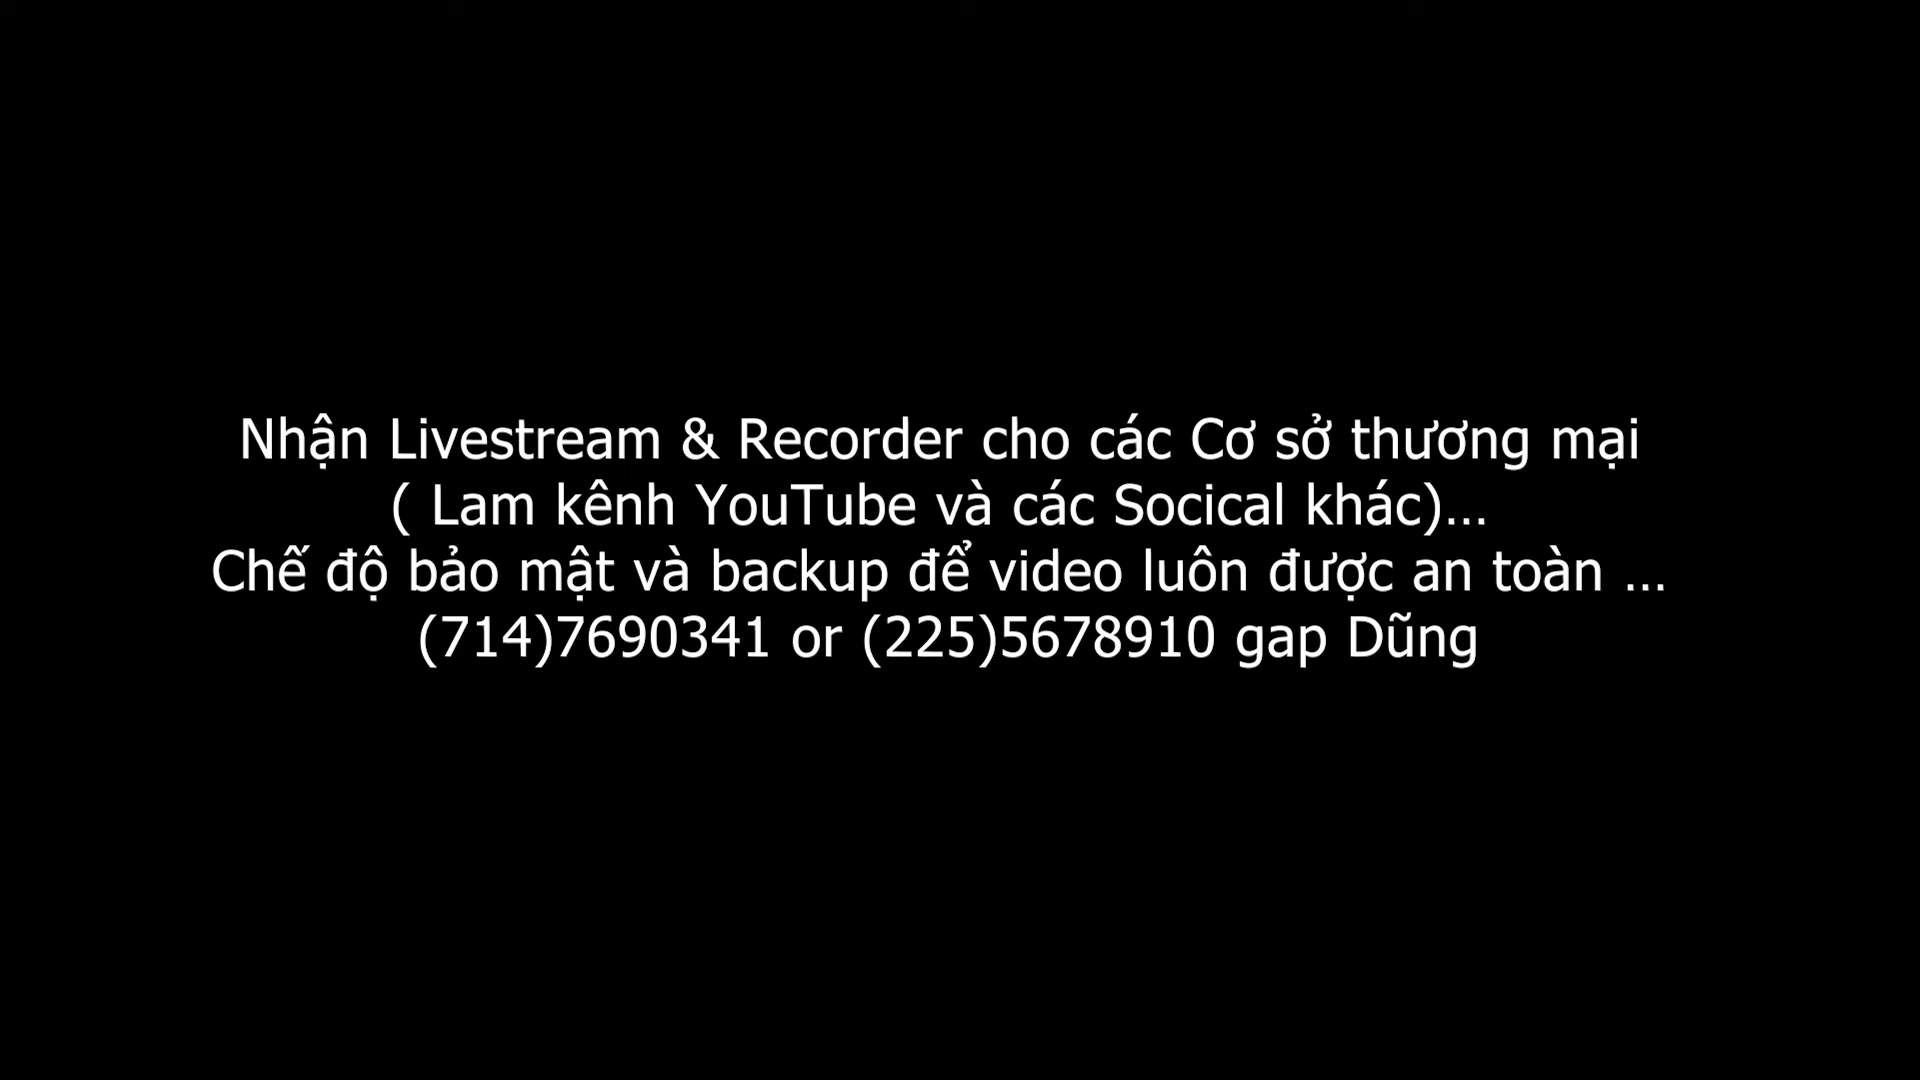 Nhận Livestream & Recorder cho các Cơ sở thương mại
( Lam kênh YouTube và các Socical khác)...
Chế độ bảo mật và backup để video luôn được an toàn ...
(714)7690341 or (225)5678910 gap Dũng